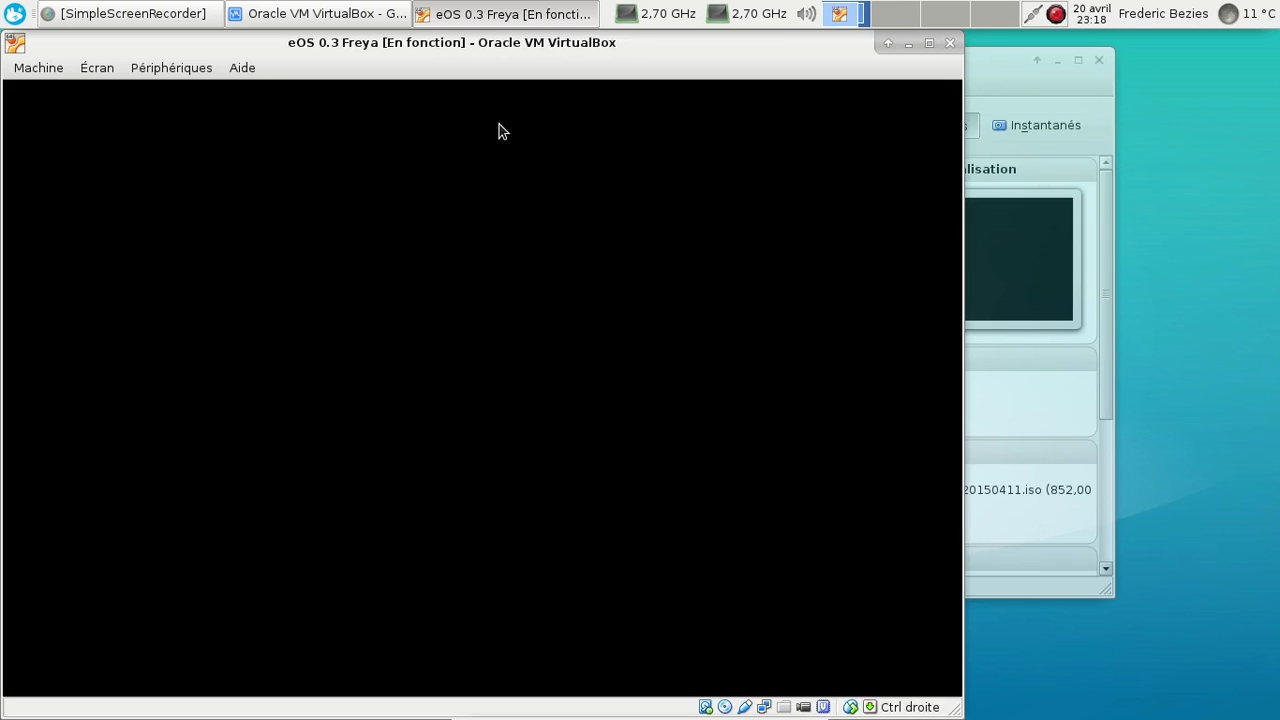 [SimpleScreenRecorder] Oracle VM VirtualBox - G... eOS 0.3 Freya [En foncti... 2,70 GHz 2,70 GHz 20 avril 23:18 Frederic Bezies 11 °C
eOS 0.3 Freya [En fonction] - Oracle VM VirtualBox
Machine Écran Périphériques Aide
s Instantanés
lisation
20150411.iso (852,00
Ctrl droite